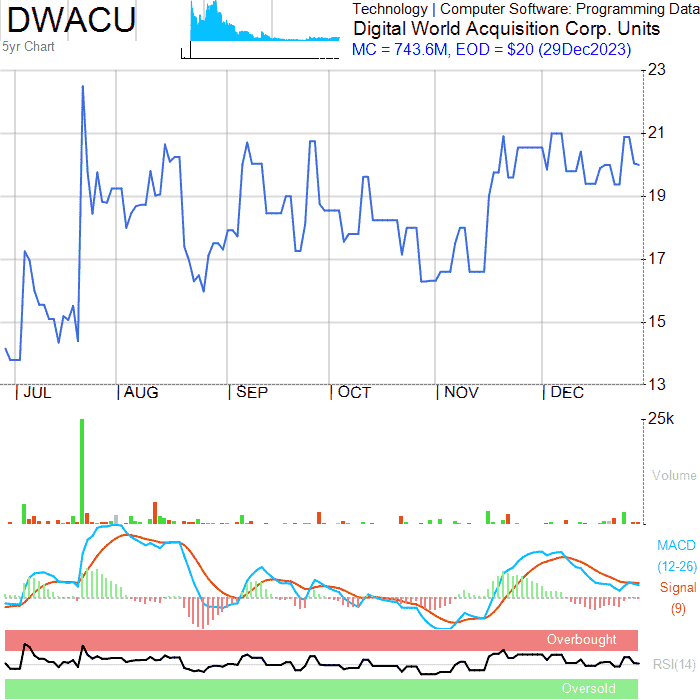 DWACU
5yr Chart
Technology | Computer Software: Programming Data
Digital World Acquisition Corp. Units
MC = 743.6M, EOD = $20 (29Dec2023)
23
21
19
17
15
13
JUL AUG SEP OCT NOV DEC
25k
Volume
MACD
(12-26)
Signal
(9)
Overbought
RSI(14)
Oversold